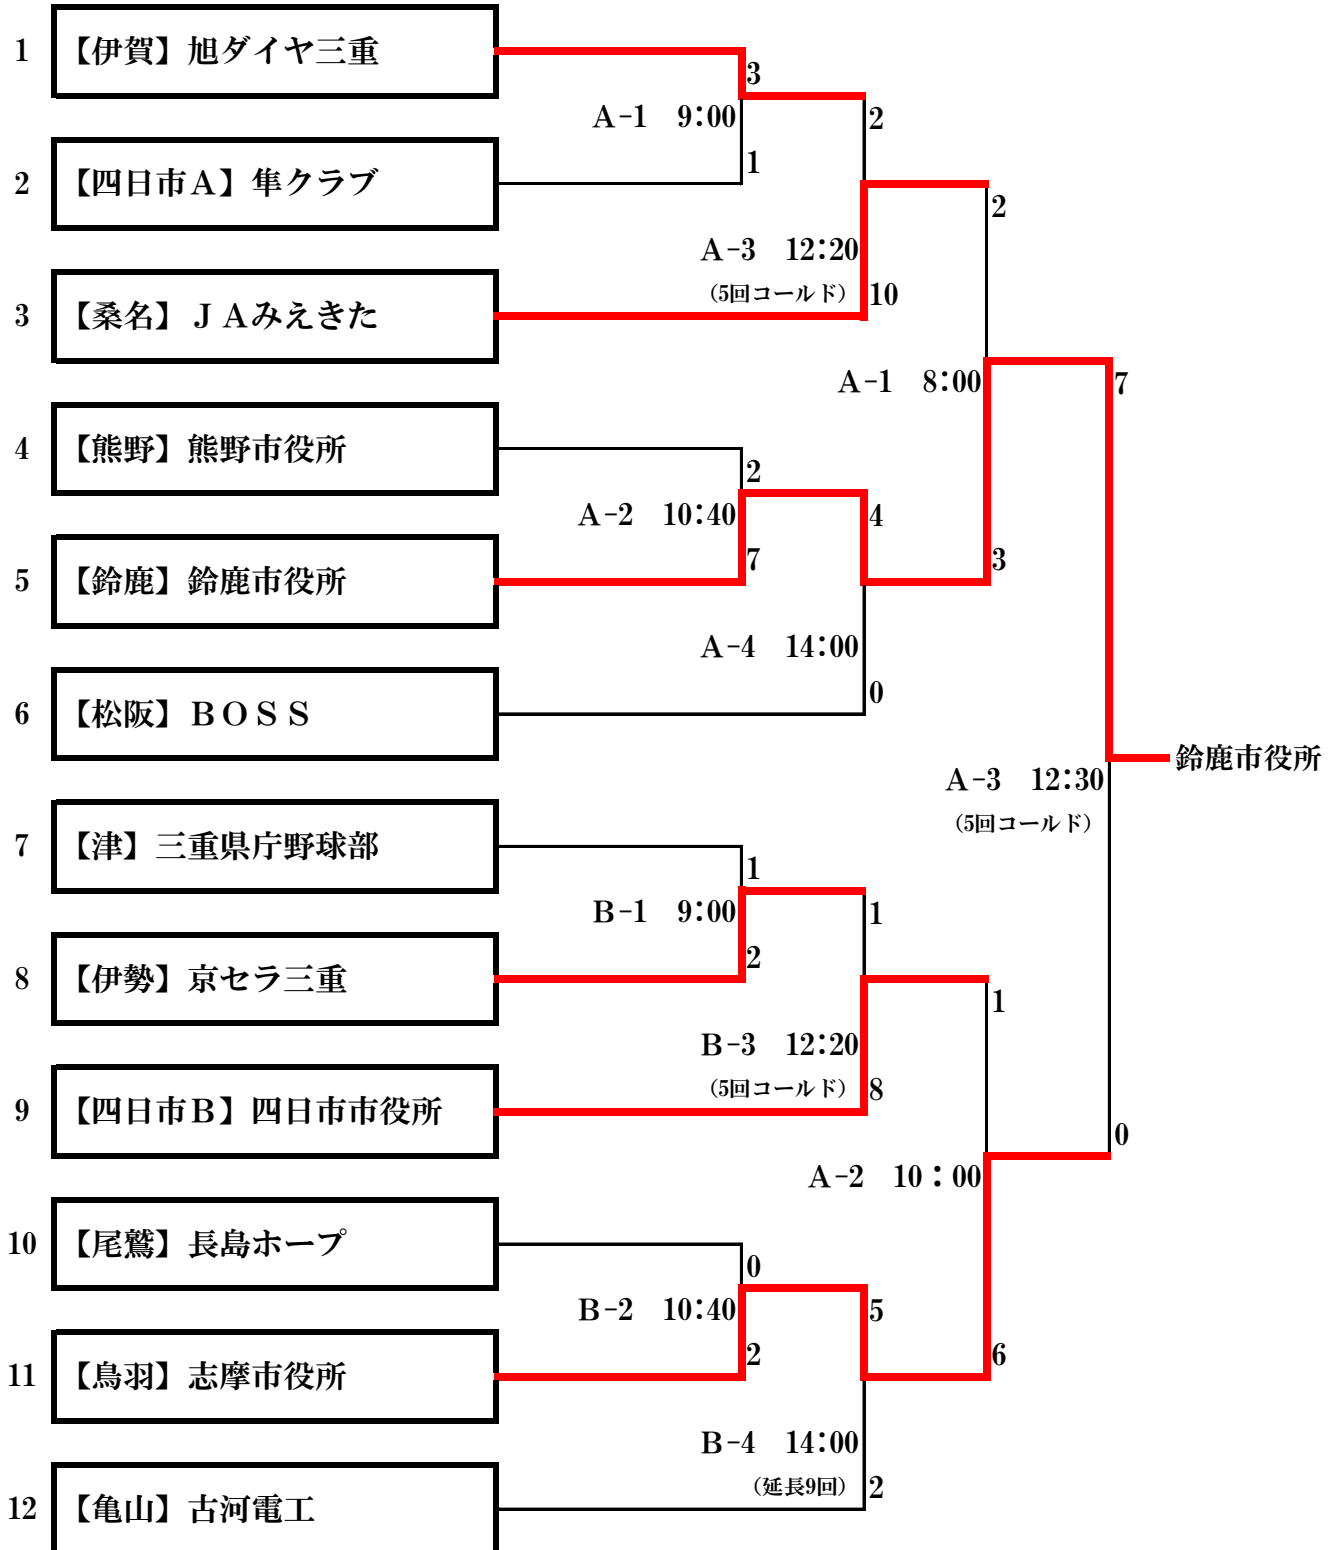 1 【伊賀】旭ダイヤ三重
3
A-1 9:00
2
1
2 【四日市A】隼クラブ
2
A-3 12:20
(5回コールド)
10
3 【桑名】JAみえきた
A-1 8:00
7
4 【熊野】熊野市役所
2
A-2 10:40
4
7
3
5 【鈴鹿】鈴鹿市役所
A-4 14:00
0
6 【松阪】BOSS
鈴鹿市役所
A-3 12:30
(5回コールド)
7 【津】三重県庁野球部
1
B-1 9:00
1
2
8 【伊勢】京セラ三重
1
B-3 12:20
(5回コールド)
8
9 【四日市B】四日市市役所
0
A-2 10:00
10 【尾鷲】長島ホープ
0
B-2 10:40
5
2
6
11 【鳥羽】志摩市役所
B-4 14:00
(延長9回)
2
12 【亀山】古河電工